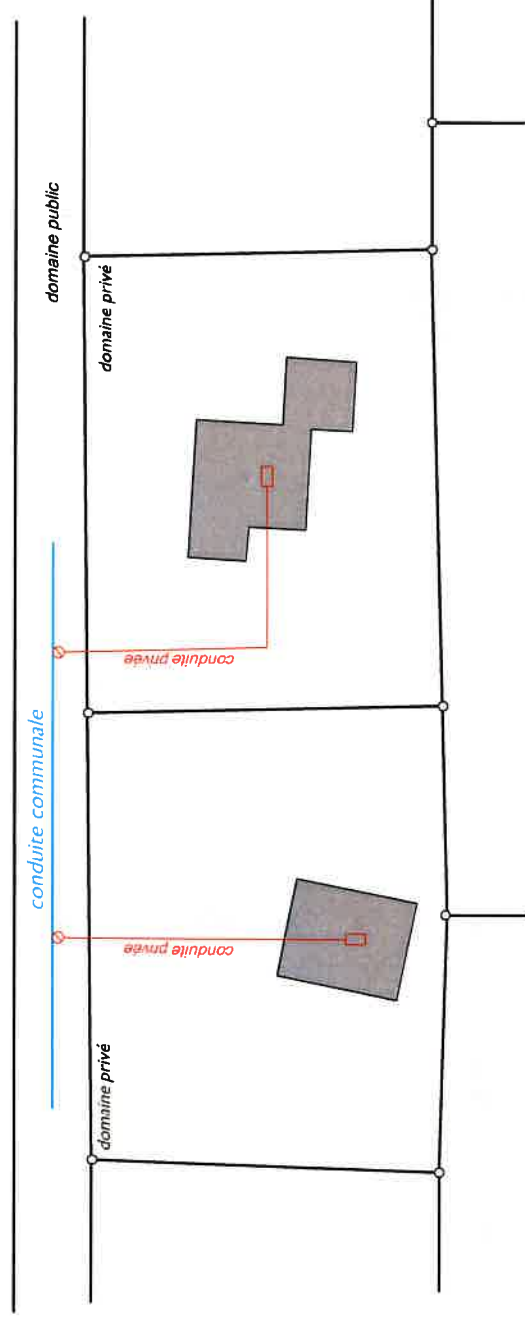 domaine public
domaine privé
conduite communale
conduite privée
conduite privée
domaine privé